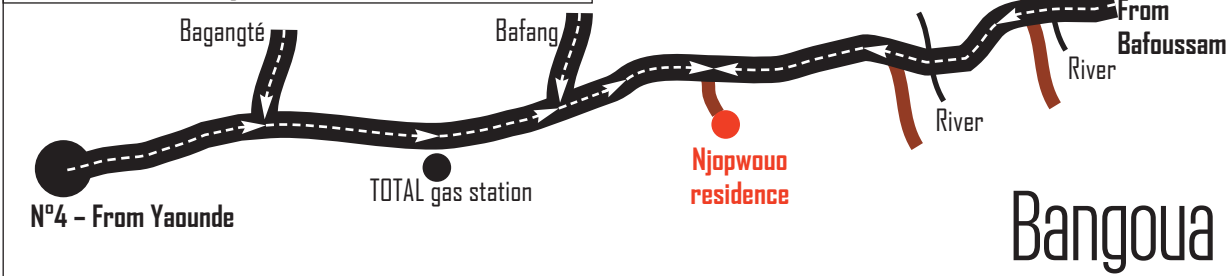 From
Bafoussam
Bagangté
Bafang
River
River
TOTAL gas station
Njopwouo
residence
N°4 – From Yaounde
Bangoua